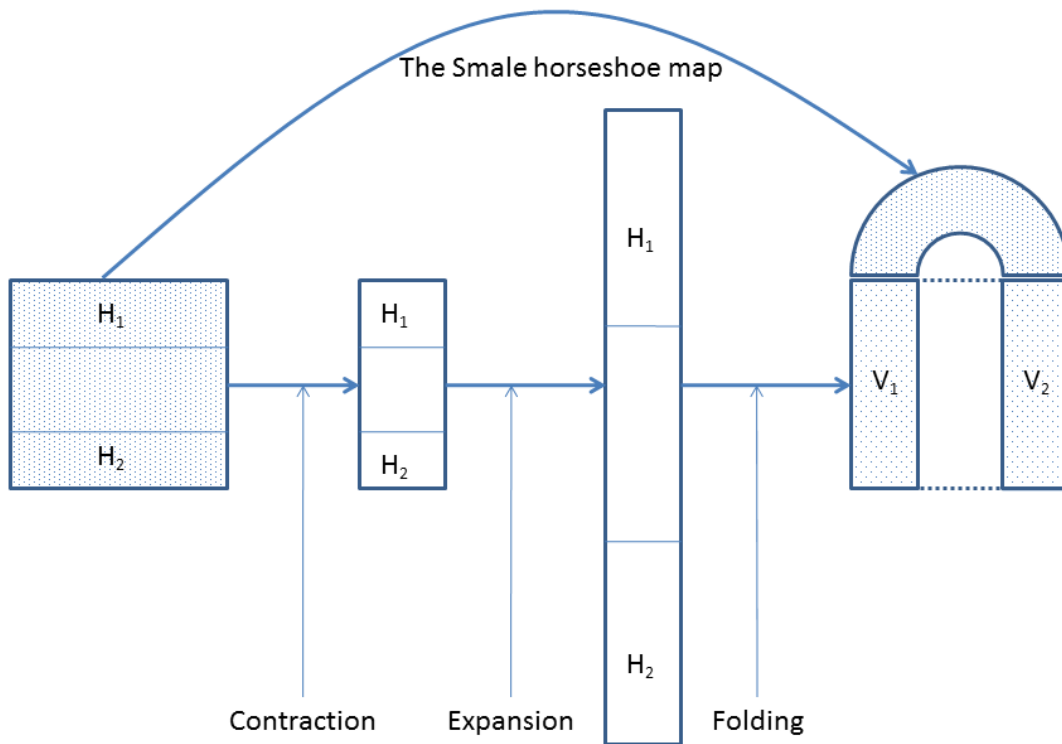 The Smale horseshoe map
H₁
H₂
H₁
H₂
H₁
H₂
V₁
V₂
Contraction
Expansion
Folding